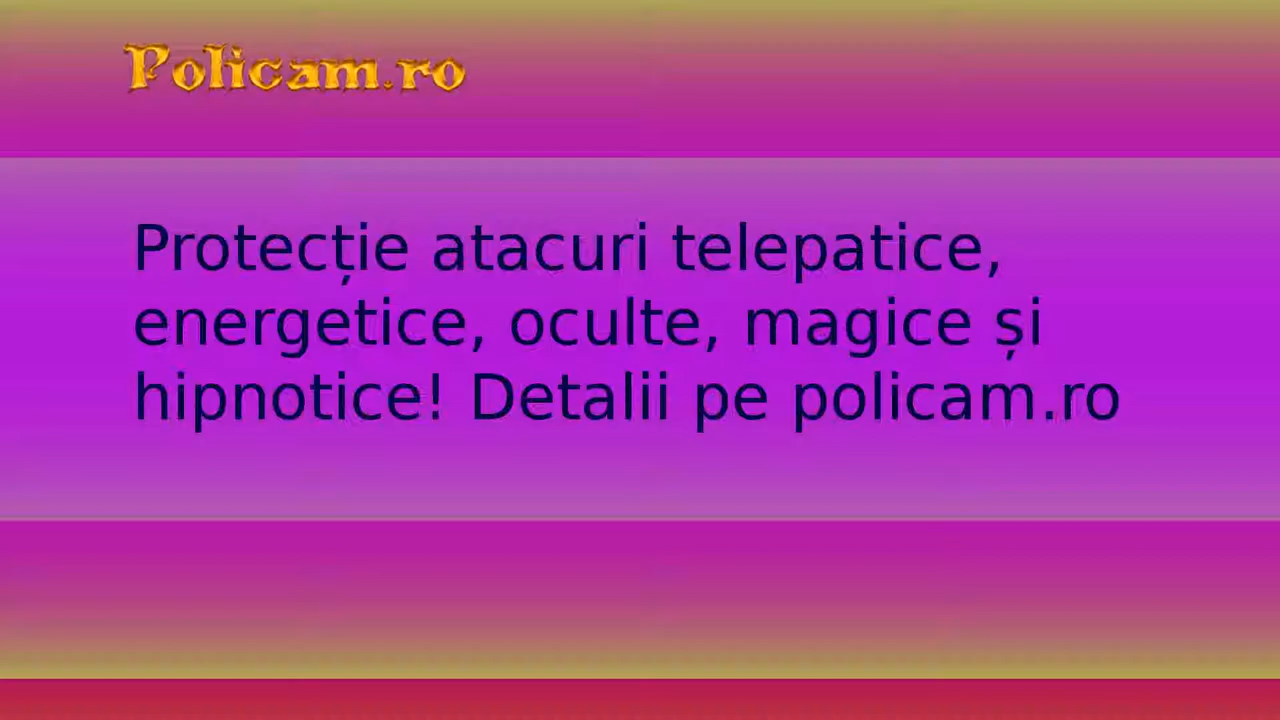 Policam.ro
Protecție atacuri telepatice,
energetice, oculte, magice și
hipnotice! Detalii pe policam.ro